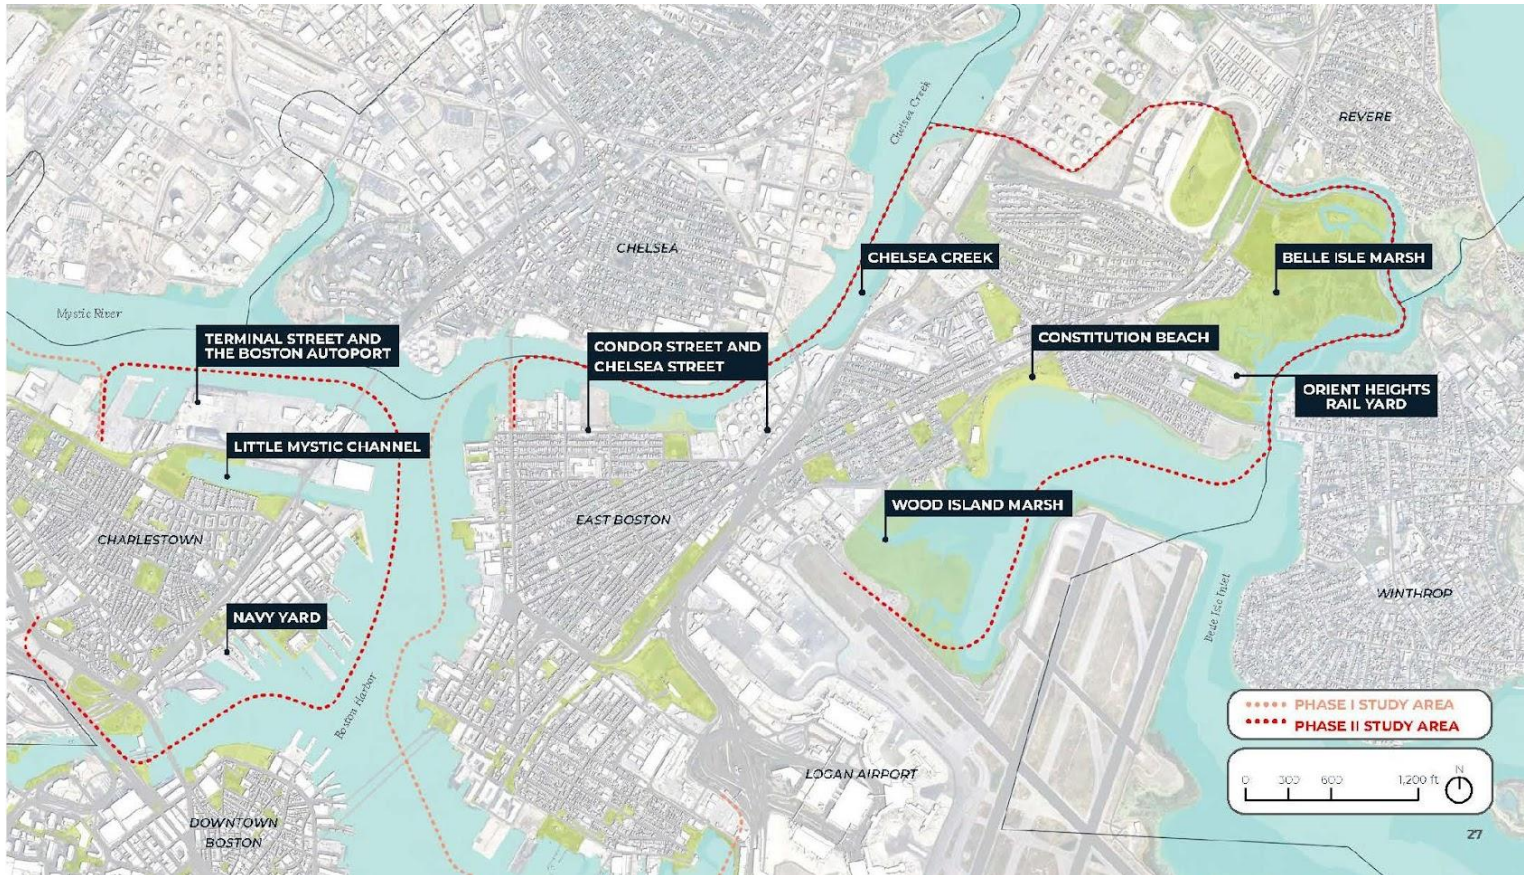 REVERE
Chelsea Creek
CHELSEA
CHELSEA CREEK
BELLE ISLE MARSH
Mystic River
TERMINAL STREET AND
THE BOSTON AUTOPORT
CONDOR STREET AND
CHELSEA STREET
CONSTITUTION BEACH
ORIENT HEIGHTS
RAIL YARD
LITTLE MYSTIC CHANNEL
WOOD ISLAND MARSH
EAST BOSTON
CHARLESTOWN
NAVY YARD
WINTHROP
Belle Isle Inlet
Boston Harbor
PHASE I STUDY AREA
PHASE II STUDY AREA
LOGAN AIRPORT
0 300 600 1,200 ft
N
DOWNTOWN
BOSTON
27